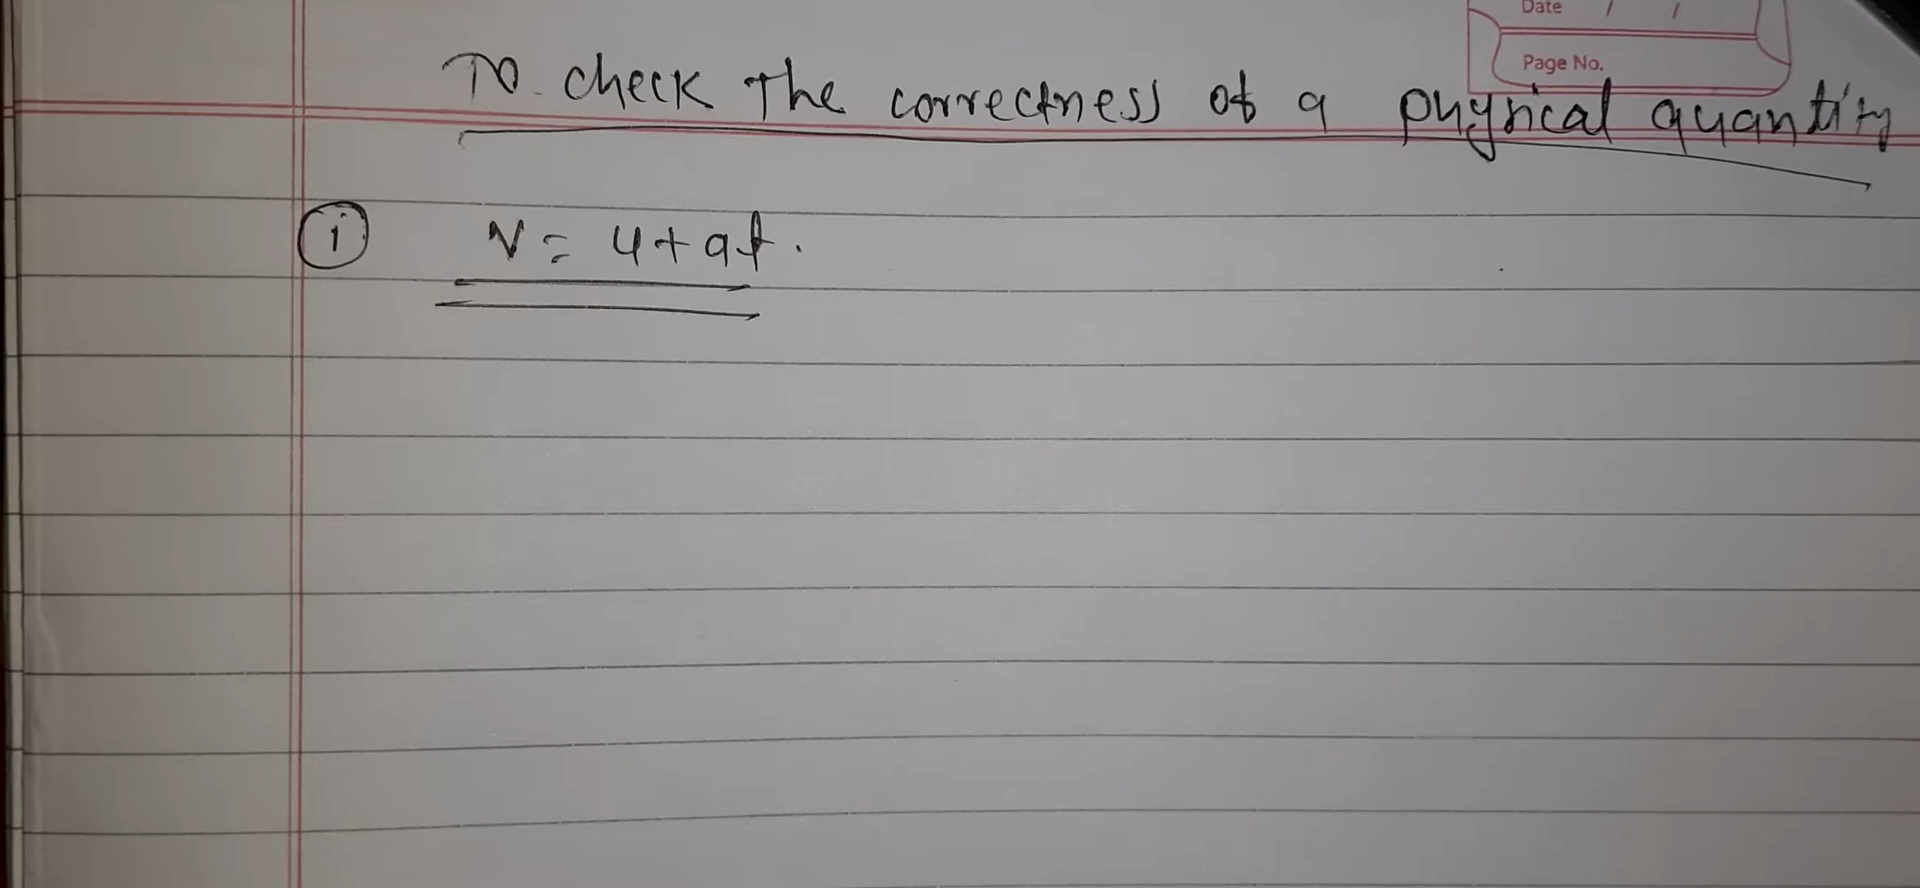 Date / /
Page No.
To check The correctness of a physical quantity
i v = u + at.